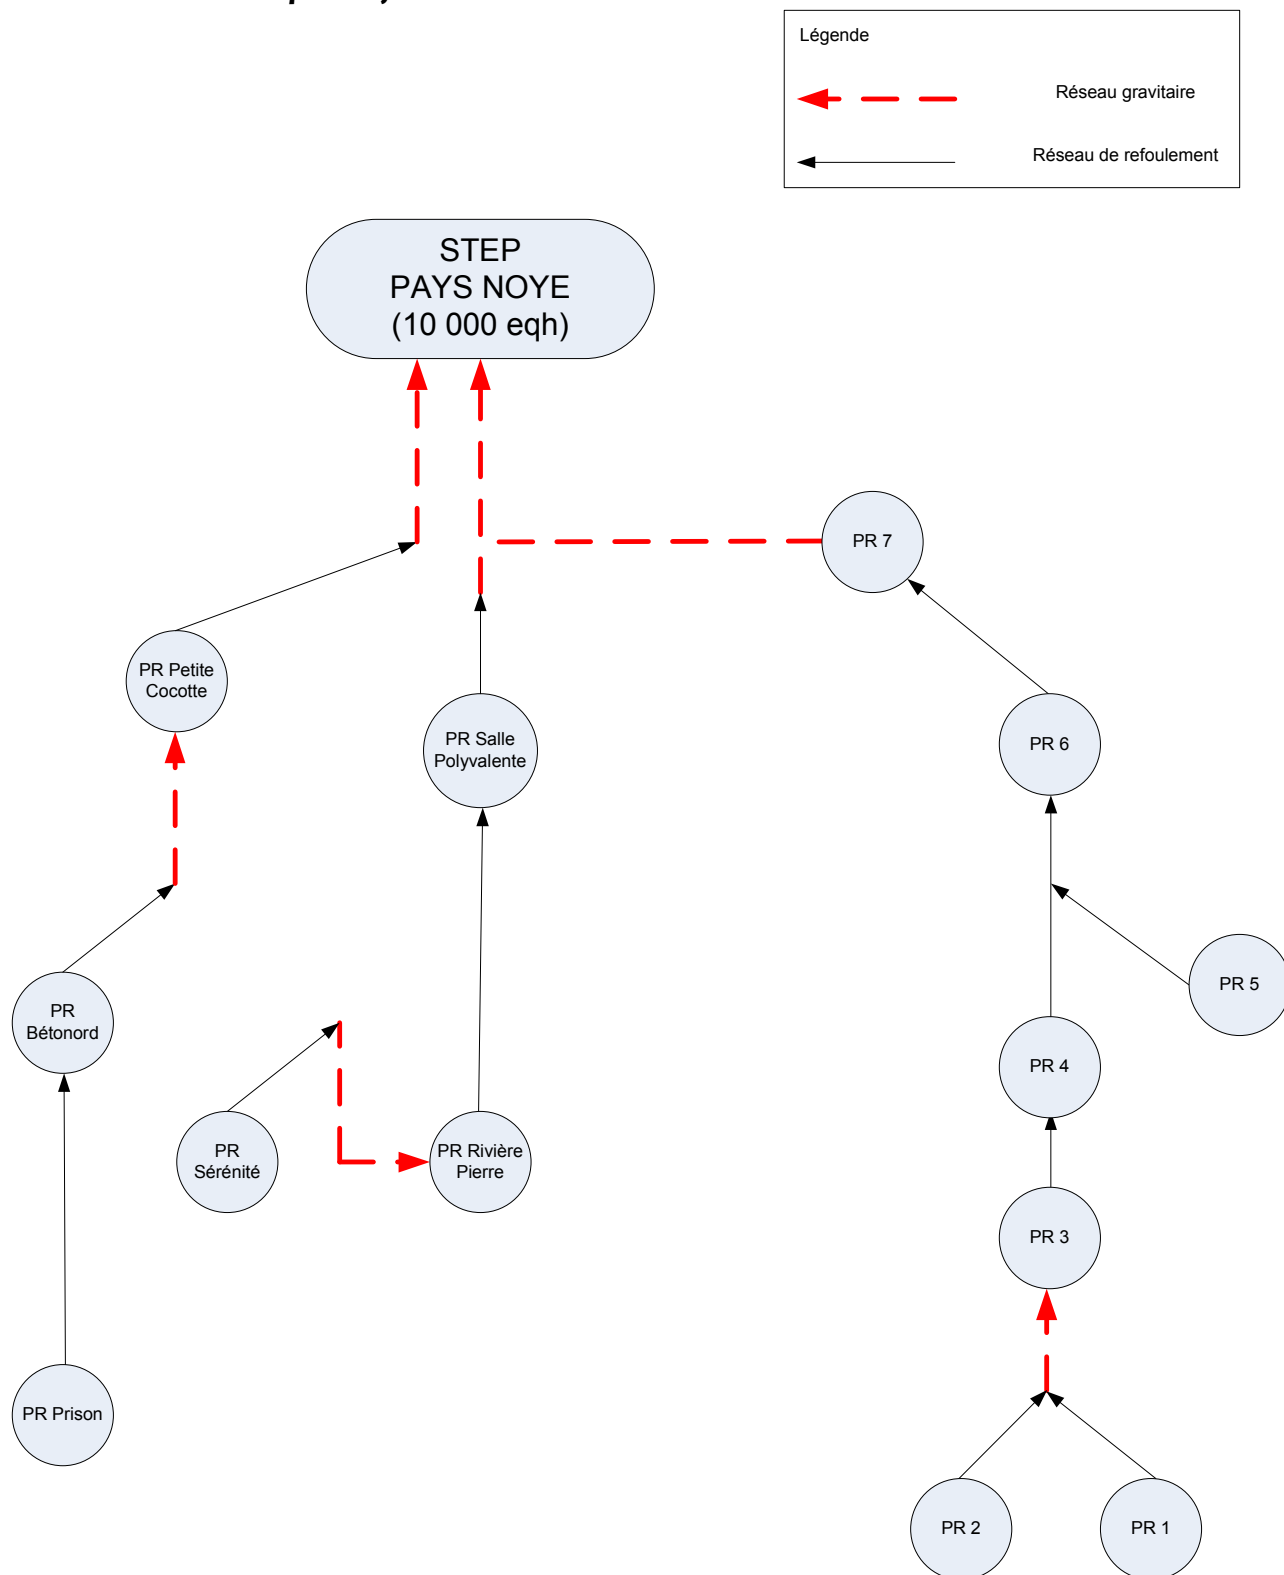 Légende
Réseau gravitaire
Réseau de refoulement
STEP
PAYS NOYE
(10 000 eqh)
PR 7
PR Petite
Cocotte
PR Salle
Polyvalente
PR 6
PR
Bétonord
PR 5
PR 4
PR
Sérénité
PR Rivière
Pierre
PR 3
PR Prison
PR 2
PR 1